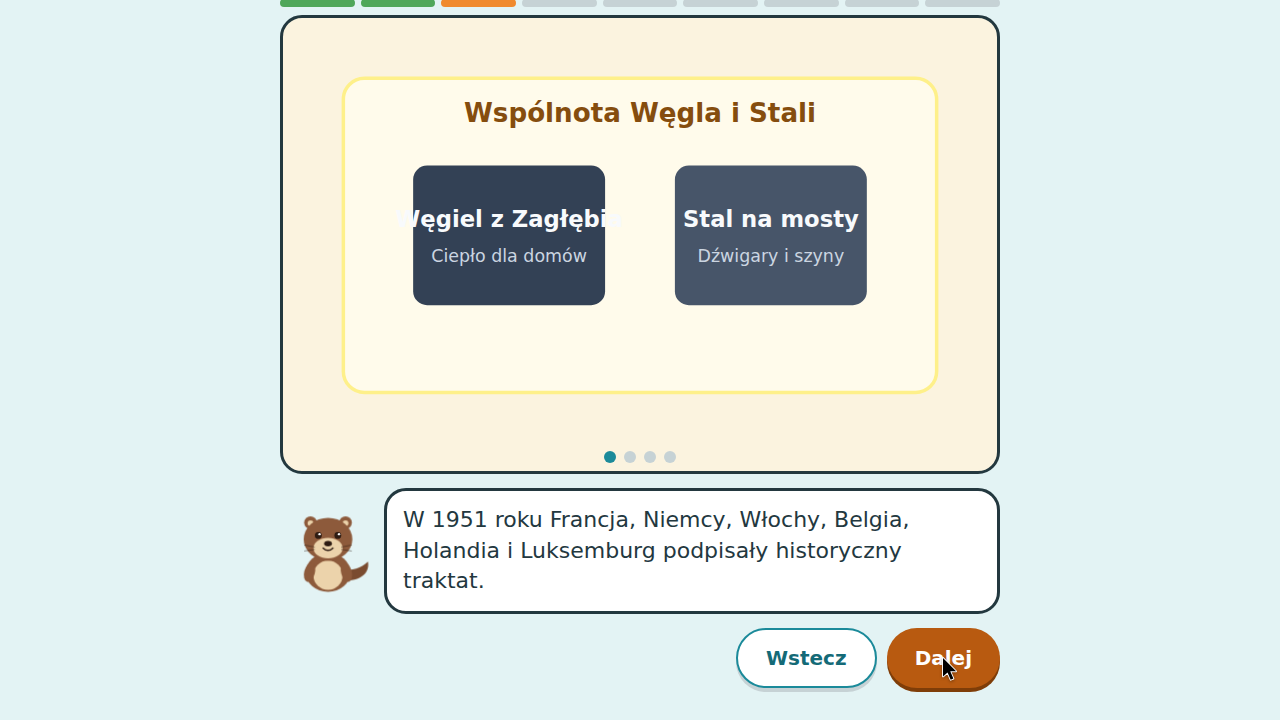 Wspólnota Węgla i Stali
Węgiel z Zagłębia
Ciepło dla domów
Stal na mosty
Dźwigary i szyny
W 1951 roku Francja, Niemcy, Włochy, Belgia,
Holandia i Luksemburg podpisały historyczny
traktat.
Wstecz
Dalej